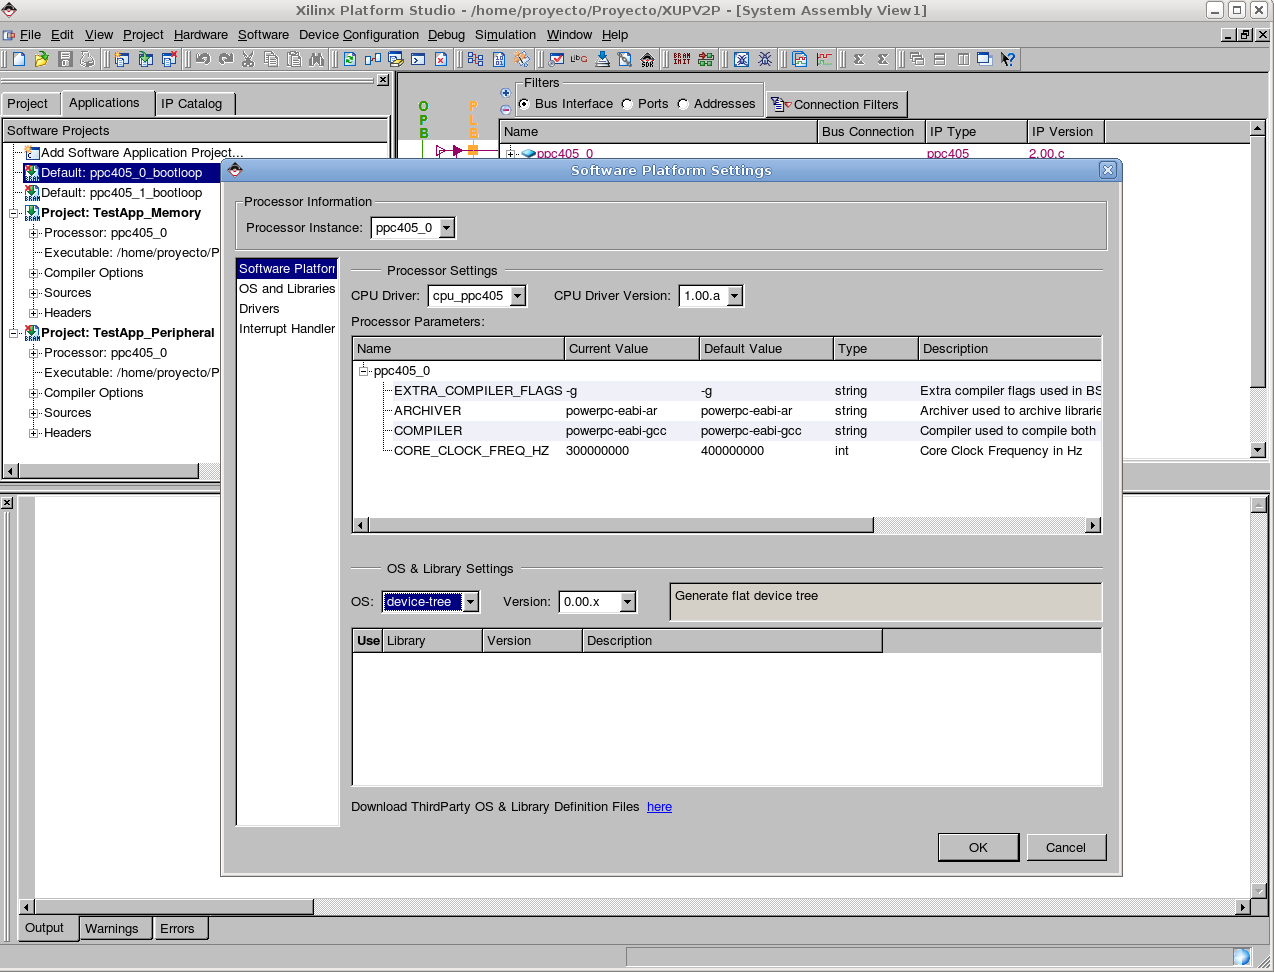 Xilinx Platform Studio - /home/proyecto/Proyecto/XUPV2P - [System Assembly View1]
File Edit View Project Hardware Software Device Configuration Debug Simulation Window Help
Project Applications IP Catalog
Software Projects
Add Software Application Project...
Default: ppc405_0_bootloop
Default: ppc405_1_bootloop
Project: TestApp_Memory
Processor: ppc405_0
Executable: /home/proyecto/P
Compiler Options
Sources
Headers
Project: TestApp_Peripheral
Processor: ppc405_0
Executable: /home/proyecto/P
Compiler Options
Sources
Headers
OPB
PLB
Filters
Bus Interface Ports Addresses
Connection Filters
Name Bus Connection IP Type IP Version
ppc405_0 ppc405 2.00.c
Software Platform Settings
Processor Information
Processor Instance: ppc405_0
Software Platfor
OS and Libraries
Drivers
Interrupt Handler
Processor Settings
CPU Driver: cpu_ppc405 CPU Driver Version: 1.00.a
Processor Parameters:
Name Current Value Default Value Type Description
ppc405_0
EXTRA_COMPILER_FLAGS -g -g string Extra compiler flags used in BS
ARCHIVER powerpc-eabi-ar powerpc-eabi-ar string Archiver used to archive librarie
COMPILER powerpc-eabi-gcc powerpc-eabi-gcc string Compiler used to compile both
CORE_CLOCK_FREQ_HZ 300000000 400000000 int Core Clock Frequency in Hz
OS & Library Settings
OS: device-tree Version: 0.00.x Generate flat device tree
Use Library Version Description
Download ThirdParty OS & Library Definition Files here
OK Cancel
Output Warnings Errors